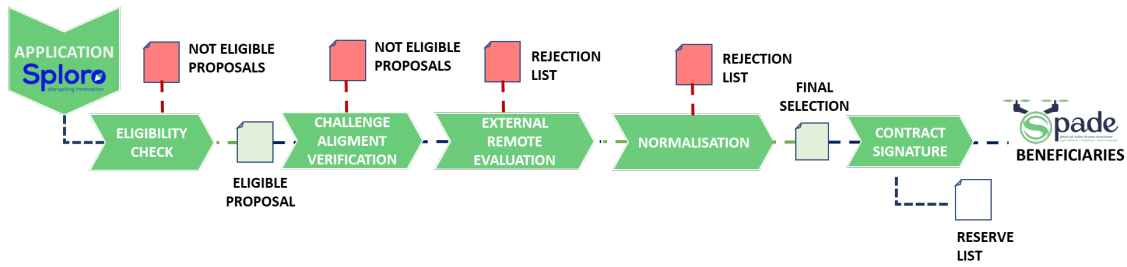 APPLICATION
Sploro
disrupting innovation
NOT ELIGIBLE
PROPOSALS
ELIGIBILITY
CHECK
ELIGIBLE
PROPOSAL
NOT ELIGIBLE
PROPOSALS
CHALLENGE
ALIGMENT
VERIFICATION
REJECTION
LIST
EXTERNAL
REMOTE
EVALUATION
REJECTION
LIST
NORMALISATION
FINAL
SELECTION
CONTRACT
SIGNATURE
RESERVE
LIST
Spade
BENEFICIARIES